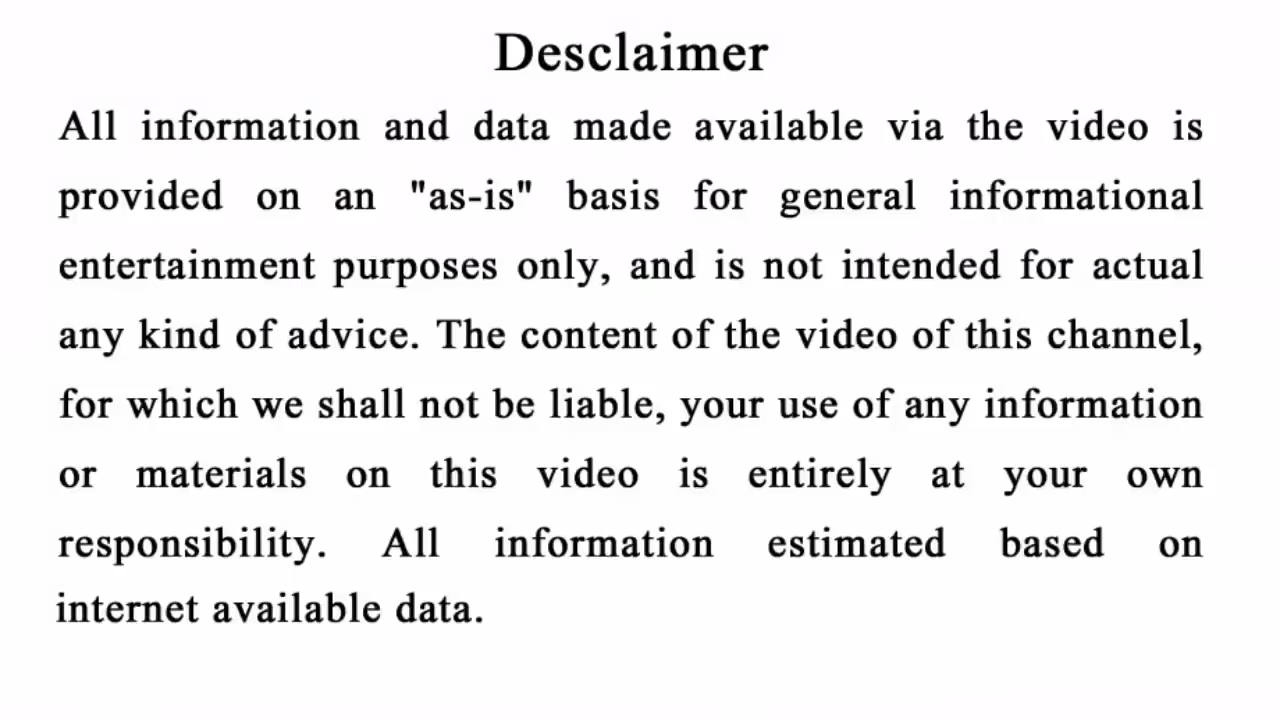 Desclaimer
All information and data made available via the video is
provided on an "as-is" basis for general informational
entertainment purposes only, and is not intended for actual
any kind of advice. The content of the video of this channel,
for which we shall not be liable, your use of any information
or materials on this video is entirely at your own
responsibility. All information estimated based on
internet available data.